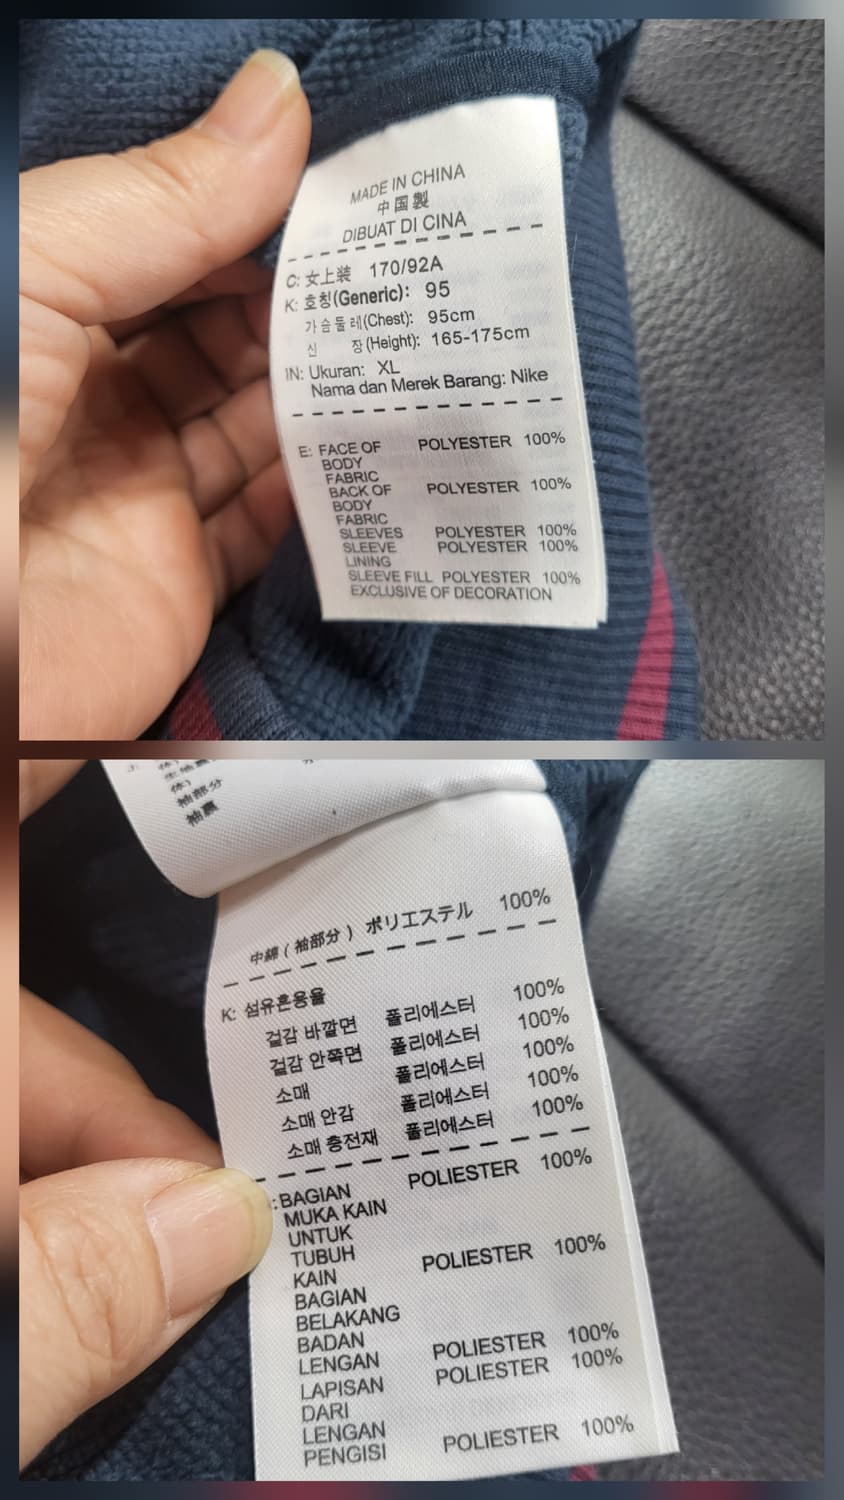 MADE IN CHINA
中国製
DIBUAT DI CINA
C: 女上装 170/92A
K: 호칭(Generic): 95
가슴둘레(Chest): 95cm
신 장(Height): 165-175cm
IN: Ukuran: XL
Nama dan Merek Barang: Nike
E: FACE OF POLYESTER 100%
BODY
FABRIC
BACK OF POLYESTER 100%
BODY
FABRIC
SLEEVES POLYESTER 100%
SLEEVE POLYESTER 100%
LINING
SLEEVE FILL POLYESTER 100%
EXCLUSIVE OF DECORATION
体)
袖部分
袖裏
中綿(袖部分) ポリエステル 100%
K: 섬유혼용율
겉감 바깥면 폴리에스터 100%
겉감 안쪽면 폴리에스터 100%
소매 폴리에스터 100%
소매 안감 폴리에스터 100%
소매 충전재 폴리에스터 100%
: BAGIAN POLIESTER 100%
MUKA KAIN
UNTUK
TUBUH
KAIN POLIESTER 100%
BAGIAN
BELAKANG
BADAN
LENGAN POLIESTER 100%
LAPISAN POLIESTER 100%
DARI
LENGAN
PENGISI POLIESTER 100%